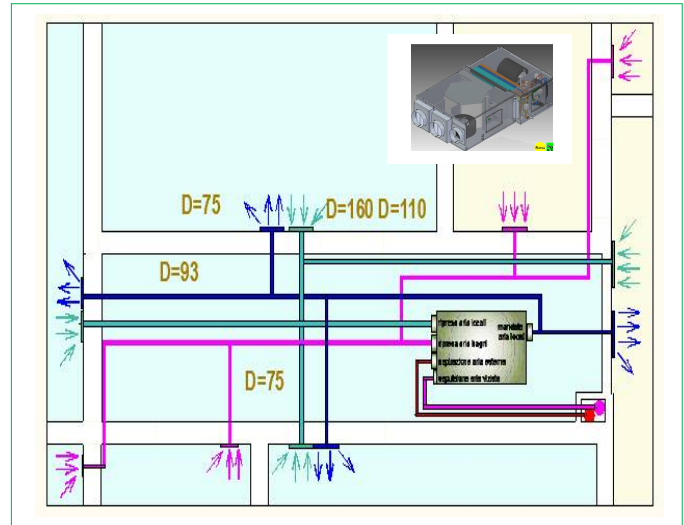 D=75
D=160 D=110
D=93
ripresa aria locali
mandata
aria locali
ripresa aria bagni
aspirazione aria esterna
espulsione aria viziata
D=75